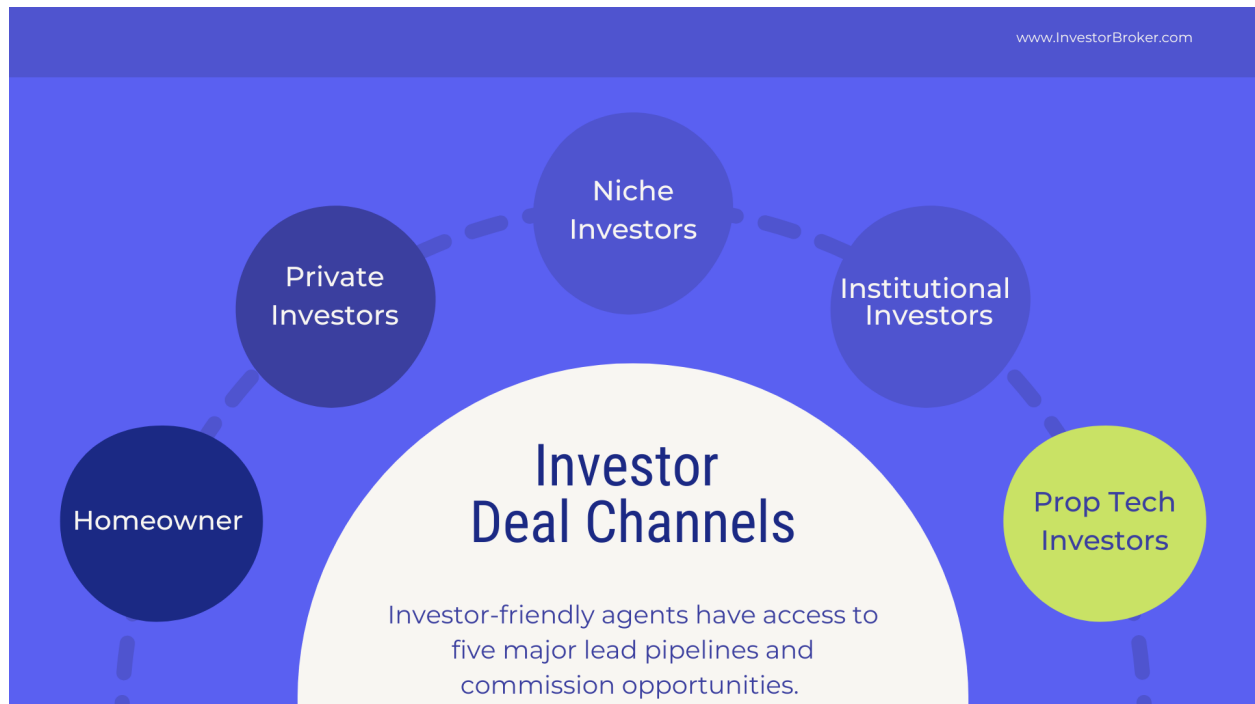 www.InvestorBroker.com
Niche
Investors
Private
Investors
Institutional
Investors
Homeowner
Prop Tech
Investors
Investor
Deal Channels
Investor-friendly agents have access to
five major lead pipelines and
commission opportunities.